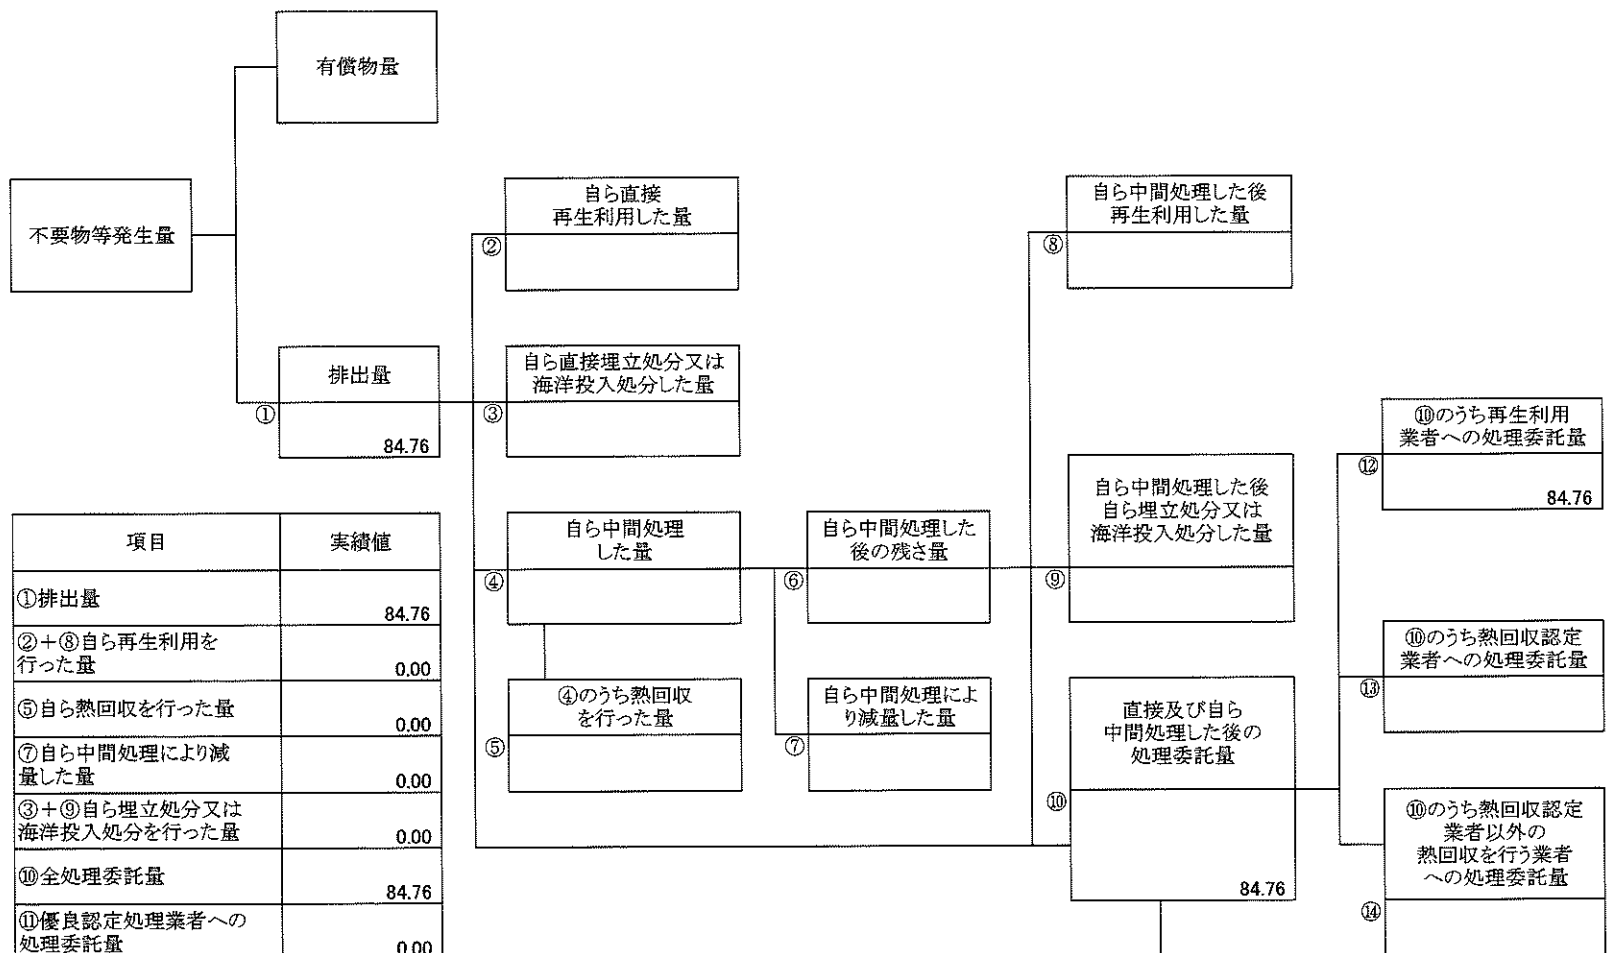 有償物量
不要物等発生量
自ら直接
再生利用した量
②
自ら中間処理した後
再生利用した量
⑧
排出量
①
84.76
自ら直接埋立処分又は
海洋投入処分した量
③
⑩のうち再生利用
業者への処理委託量
⑫
84.76
自ら中間処理
した量
④
自ら中間処理した
後の残さ量
⑥
自ら中間処理した後
自ら埋立処分又は
海洋投入処分した量
⑨
⑩のうち熱回収認定
業者への処理委託量
⑬
④のうち熱回収
を行った量
⑤
自ら中間処理によ
り減量した量
⑦
直接及び自ら
中間処理した後の
処理委託量
⑩
84.76
⑩のうち熱回収認定
業者以外の
熱回収を行う業者
への処理委託量
⑭
項目 実績値
①排出量 84.76
②+⑧自ら再生利用を
行った量 0.00
⑤自ら熱回収を行った量 0.00
⑦自ら中間処理により減
量した量 0.00
③+⑨自ら埋立処分又は
海洋投入処分を行った量 0.00
⑩全処理委託量 84.76
⑪優良認定処理業者への
処理委託量 0.00